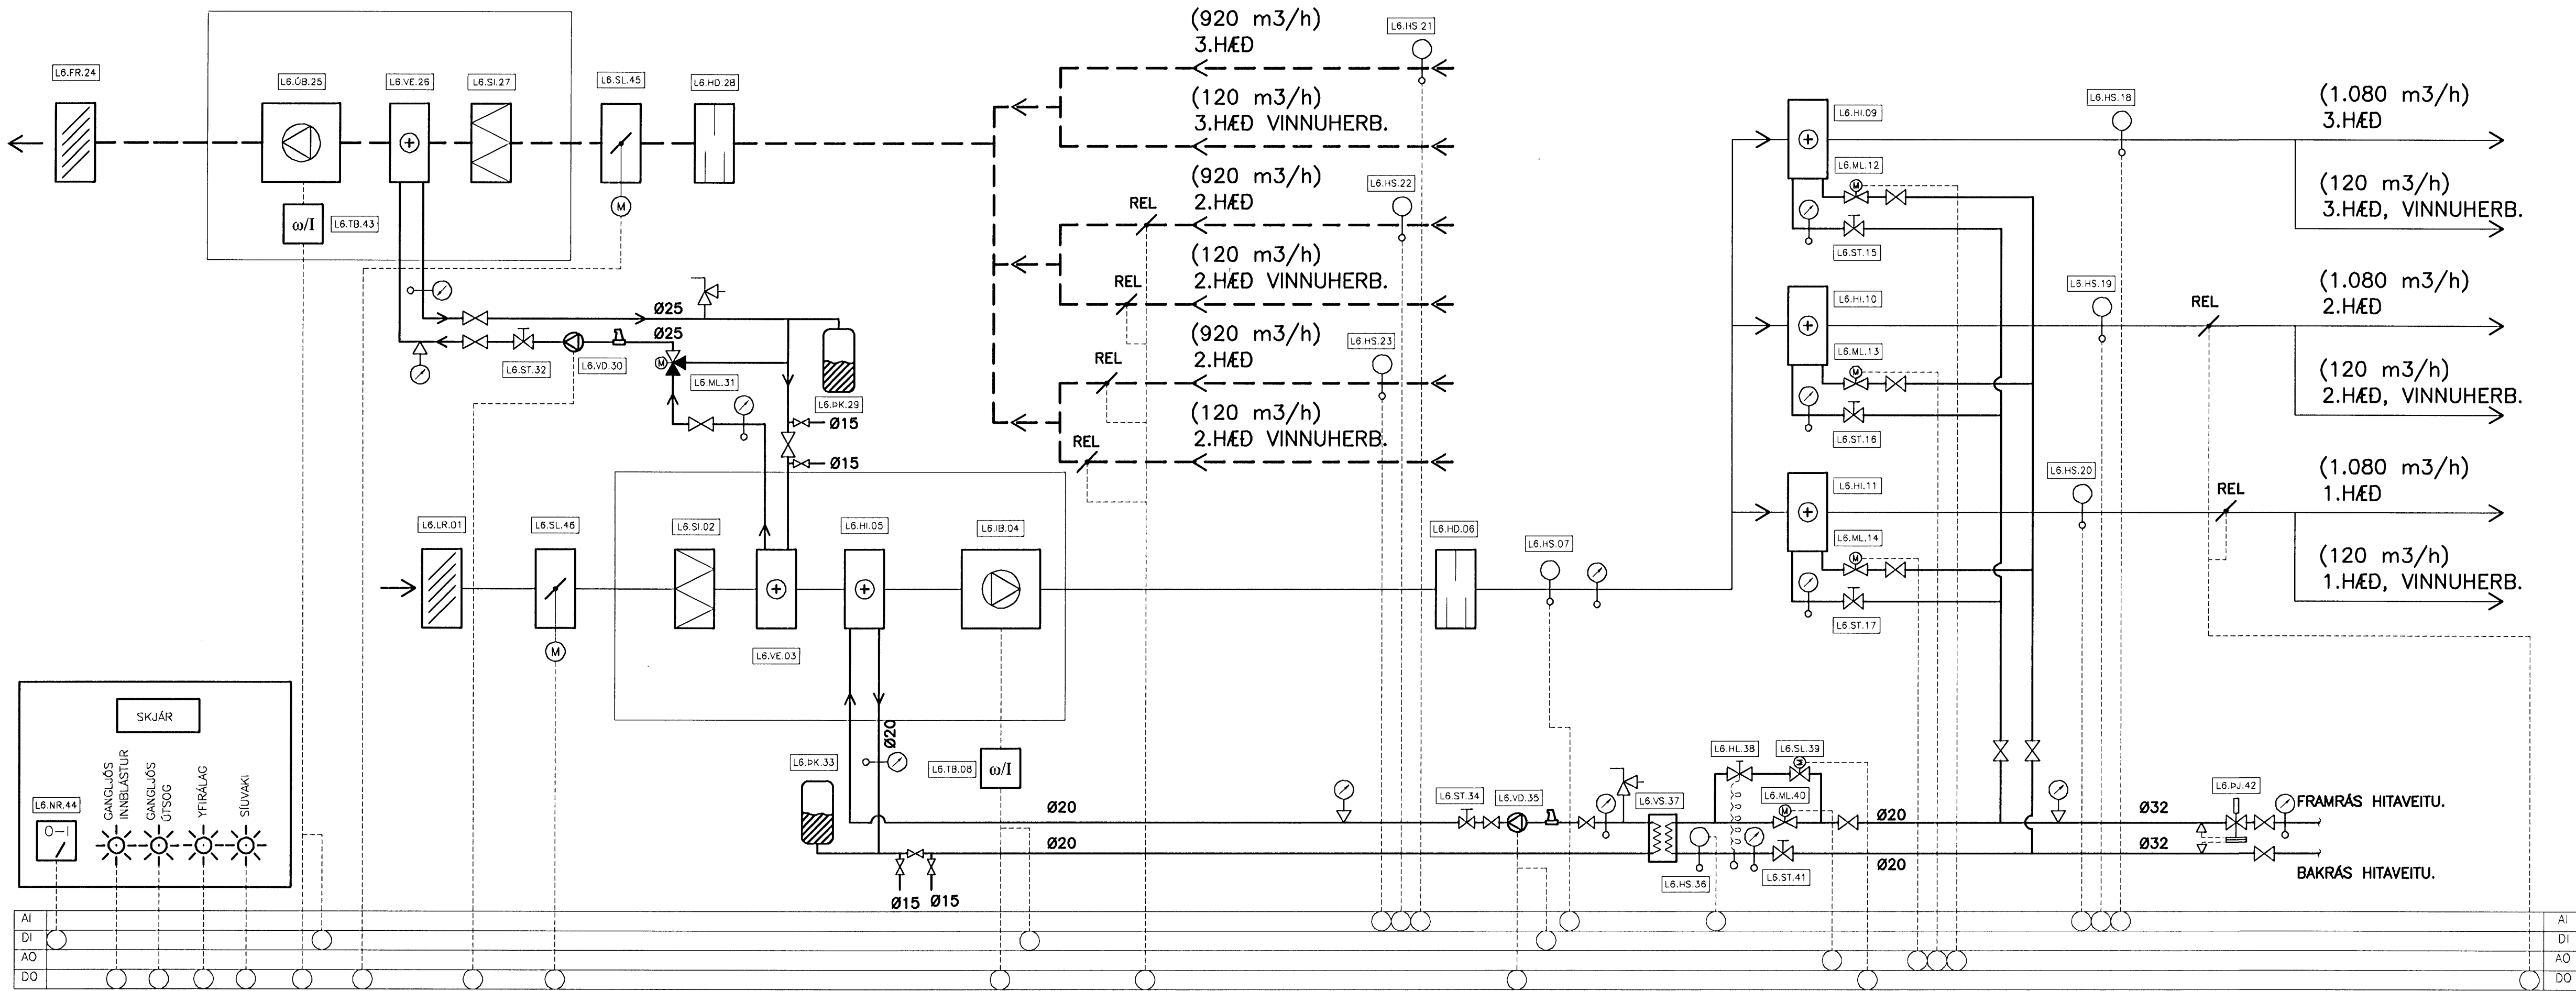 (920 m3/h)
3.HÆÐ
L6.HS.21
(120 m3/h)
3.HÆÐ VINNUHERB.
L6.FR.24
L6.ÚB.25
L6.VE.26
L6.SI.27
L6.SL.45
L6.HD.28
ω/I
L6.TB.43
M
(920 m3/h)
2.HÆÐ
L6.HS.22
REL
(120 m3/h)
2.HÆÐ VINNUHERB.
REL
(920 m3/h)
2.HÆÐ
L6.HS.23
REL
(120 m3/h)
2.HÆÐ VINNUHERB.
REL
L6.HI.09
L6.HS.18
(1.080 m3/h)
3.HÆÐ
L6.ML.12
M
(120 m3/h)
3.HÆÐ, VINNUHERB.
L6.ST.15
L6.HI.10
L6.HS.19
REL
(1.080 m3/h)
2.HÆÐ
L6.ML.13
M
(120 m3/h)
2.HÆÐ, VINNUHERB.
L6.ST.16
L6.HI.11
L6.HS.20
REL
(1.080 m3/h)
1.HÆÐ
L6.ML.14
M
(120 m3/h)
1.HÆÐ, VINNUHERB.
L6.ST.17
Ø25
Ø25
L6.ST.32
L6.VD.30
M
L6.ML.31
L6.ÞK.29
Ø15
Ø15
L6.LR.01
L6.SL.46
L6.SI.02
L6.HI.05
L6.IB.04
L6.HD.06
L6.HS.07
M
L6.VE.03
SKJÁR
GANGLJÓS
INNBLÁSTUR
GANGLJÓS
ÚTSOG
YFIRÁLAG
SÍUVAKI
L6.NR.44
0-I
Ø20
L6.ÞK.33
L6.TB.08
ω/I
Ø20
Ø20
Ø15
Ø15
L6.ST.34
L6.VD.35
L6.VS.37
L6.HL.38
L6.SL.39
L6.ML.40
M
L6.HS.36
L6.ST.41
Ø20
Ø20
Ø32
Ø32
L6.ÞJ.42
FRAMRÁS HITAVEITU.
BAKRÁS HITAVEITU.
AI
AI
DI
DI
AO
AO
DO
DO